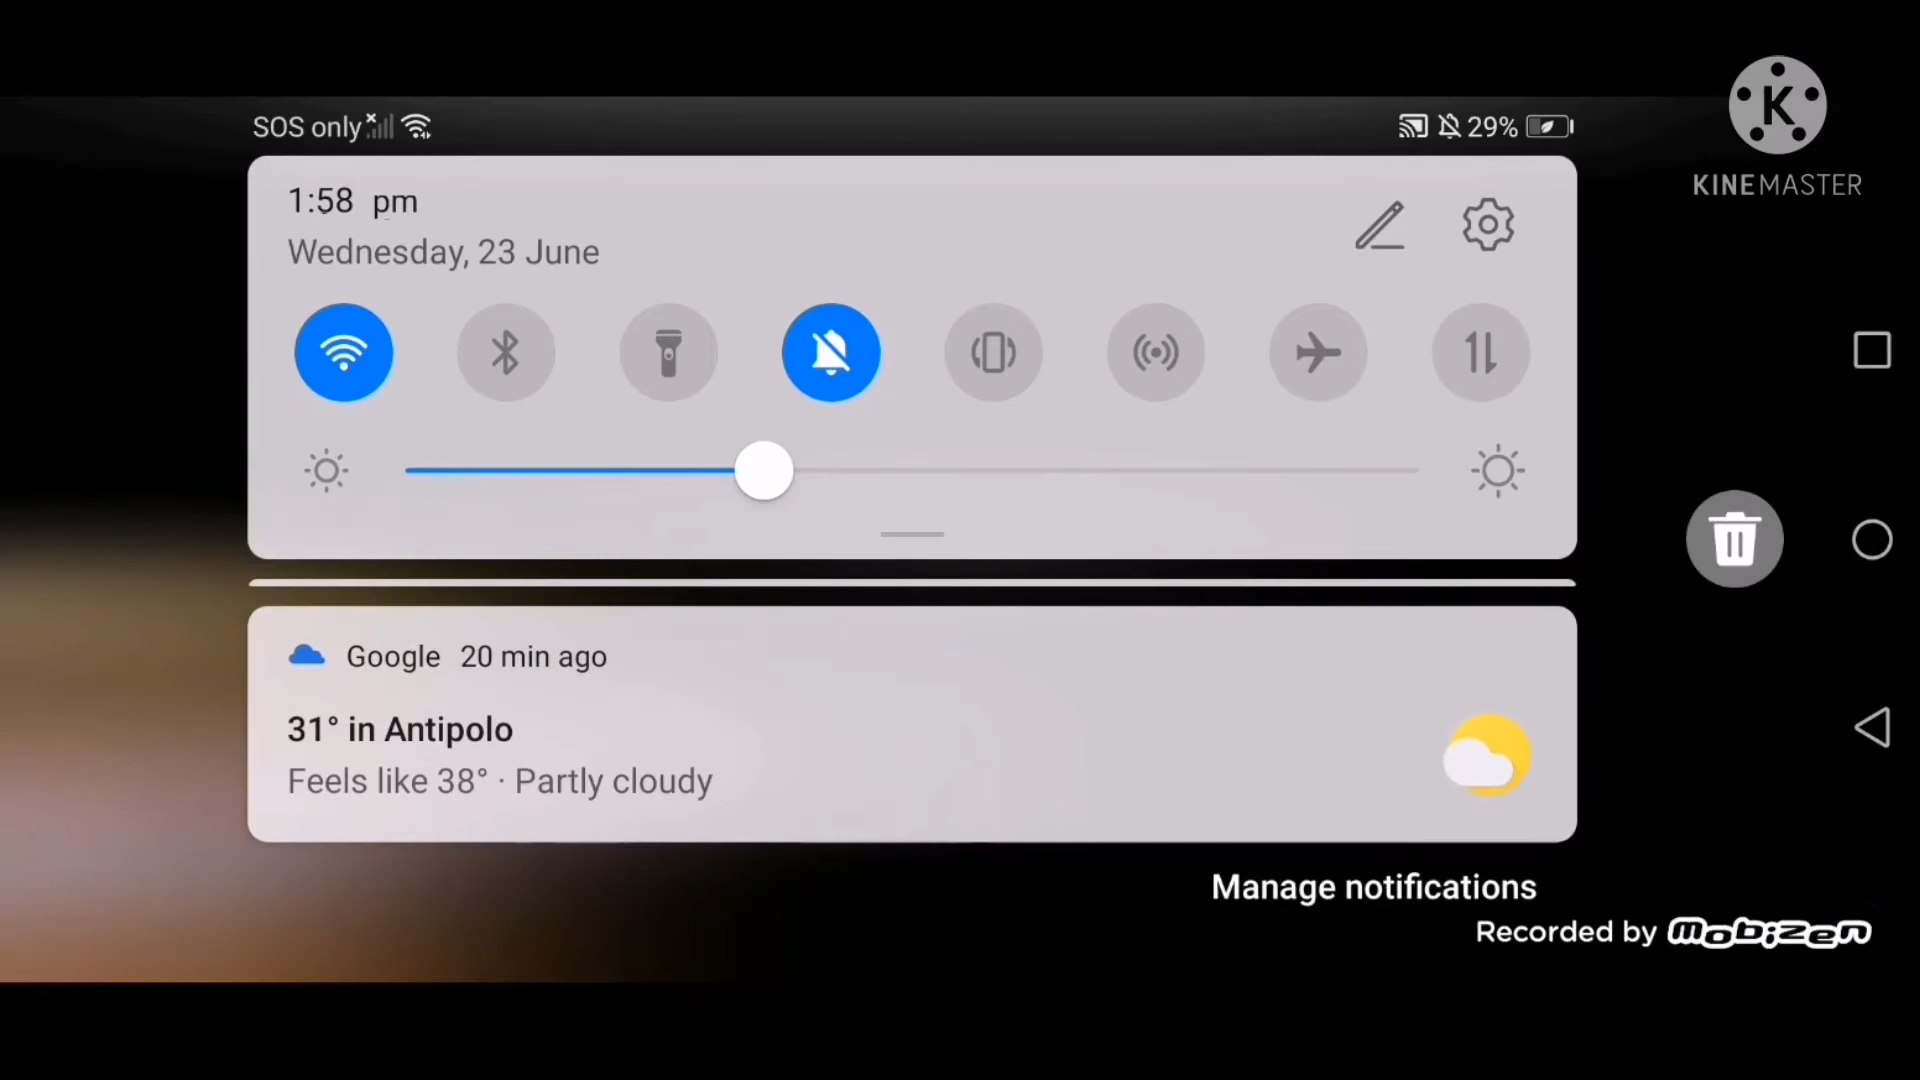 SOS only
29%
K
KINEMASTER
1:58 pm
Wednesday, 23 June
Google 20 min ago
31° in Antipolo
Feels like 38° · Partly cloudy
Manage notifications
Recorded by mobizen